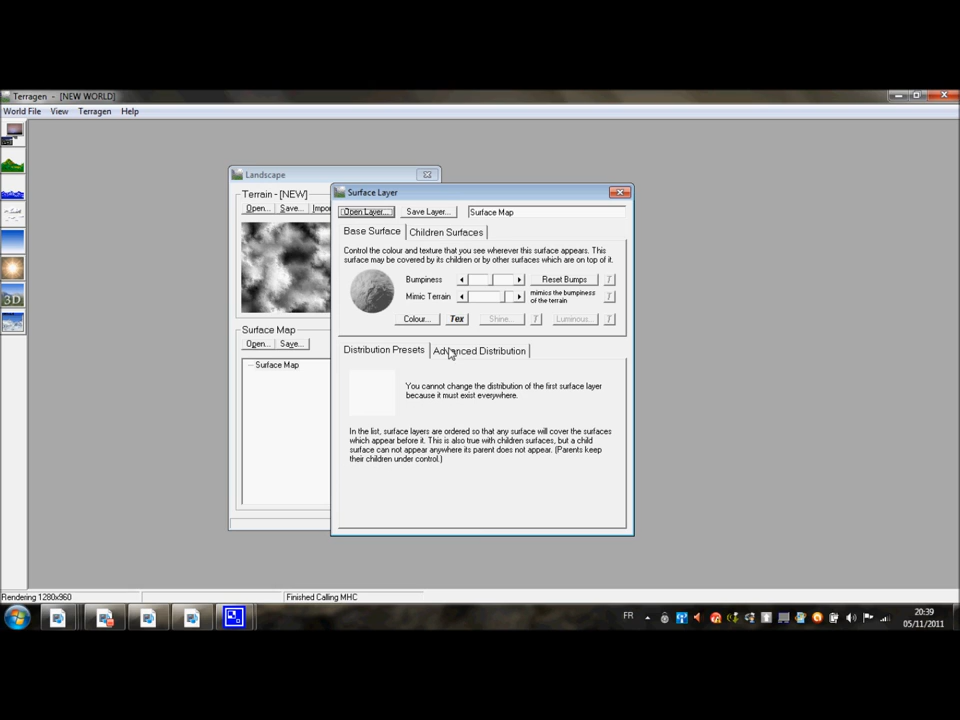 Terragen - [NEW WORLD]
World File View Terragen Help
Landscape
Terrain - [NEW]
Open... Save...
Surface Map
Open... Save...
Surface Map
Surface Layer
Open Layer... Save Layer... Surface Map
Base Surface Children Surfaces
Control the colour and texture that you see wherever this surface appears. This
surface may be covered by its children or by other surfaces which are on top of it.
Bumpiness Reset Bumps T
Mimic Terrain mimics the bumpiness
of the terrain T
Colour... Tex Shine... T Luminous... T
Distribution Presets Advanced Distribution
You cannot change the distribution of the first surface layer
because it must exist everywhere.
In the list, surface layers are ordered so that any surface will cover the surfaces
which appear before it. This is also true with children surfaces, but a child
surface can not appear anywhere its parent does not appear. (Parents keep
their children under control.)
3D
Rendering 1280x960 Finished Calling MHC
FR 20:39
05/11/2011